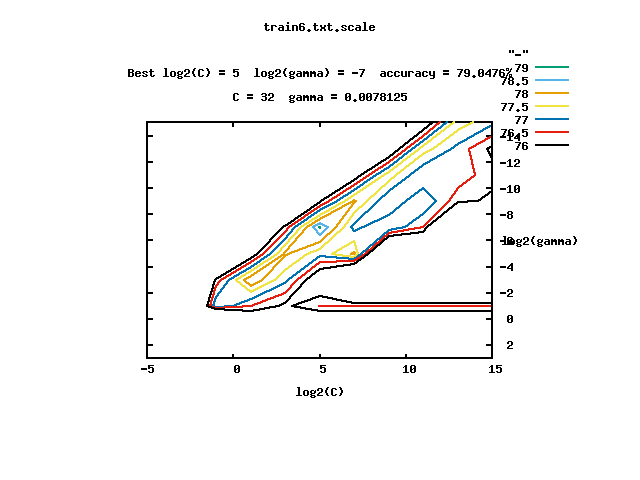 train6.txt.scale
"-"
79
Best log2(C) = 5 log2(gamma) = -7 accuracy = 79.0476%
78.5
78
C = 32 gamma = 0.0078125
77.5
77
76.5
-14
76
-12
-10
-8
-6
log2(gamma)
-4
-2
0
2
-5 0 5 10 15
log2(C)